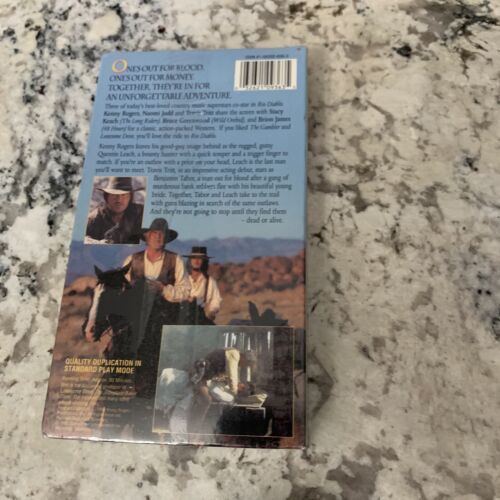 ONE'S OUT FOR BLOOD.
ONE'S OUT FOR MONEY.
TOGETHER, THEY'RE IN FOR
AN UNFORGETTABLE ADVENTURE.
Three of today's best-loved country music superstars co-star in Rio Diablo.
Kenny Rogers, Naomi Judd and Travis Tritt share the screen with Stacy
Keach (The Long Riders), Bruce Greenwood (Wild Orchid), and Brion James
(48 Hours) for a classic, action-packed Western. If you liked The Gambler and
Lonesome Dove, you'll love the ride to Rio Diablo.
Kenny Rogers leaves his good-guy image behind as the rugged, gutsy
Quentin Leach, a bounty hunter with a quick temper and a trigger finger to
match. If you're an outlaw with a price on your head, Leach is the last man
you'll want to meet. Travis Tritt, in an impressive acting debut, stars as
Benjamin Tabor, a man out for blood after a gang of
murderous bank robbers flee with his beautiful young
bride. Together, Tabor and Leach take to the trail
with guns blazing in search of the same outlaws.
And they're not going to stop until they find them
– dead or alive.
QUALITY DUPLICATION IN
STANDARD PLAY MODE